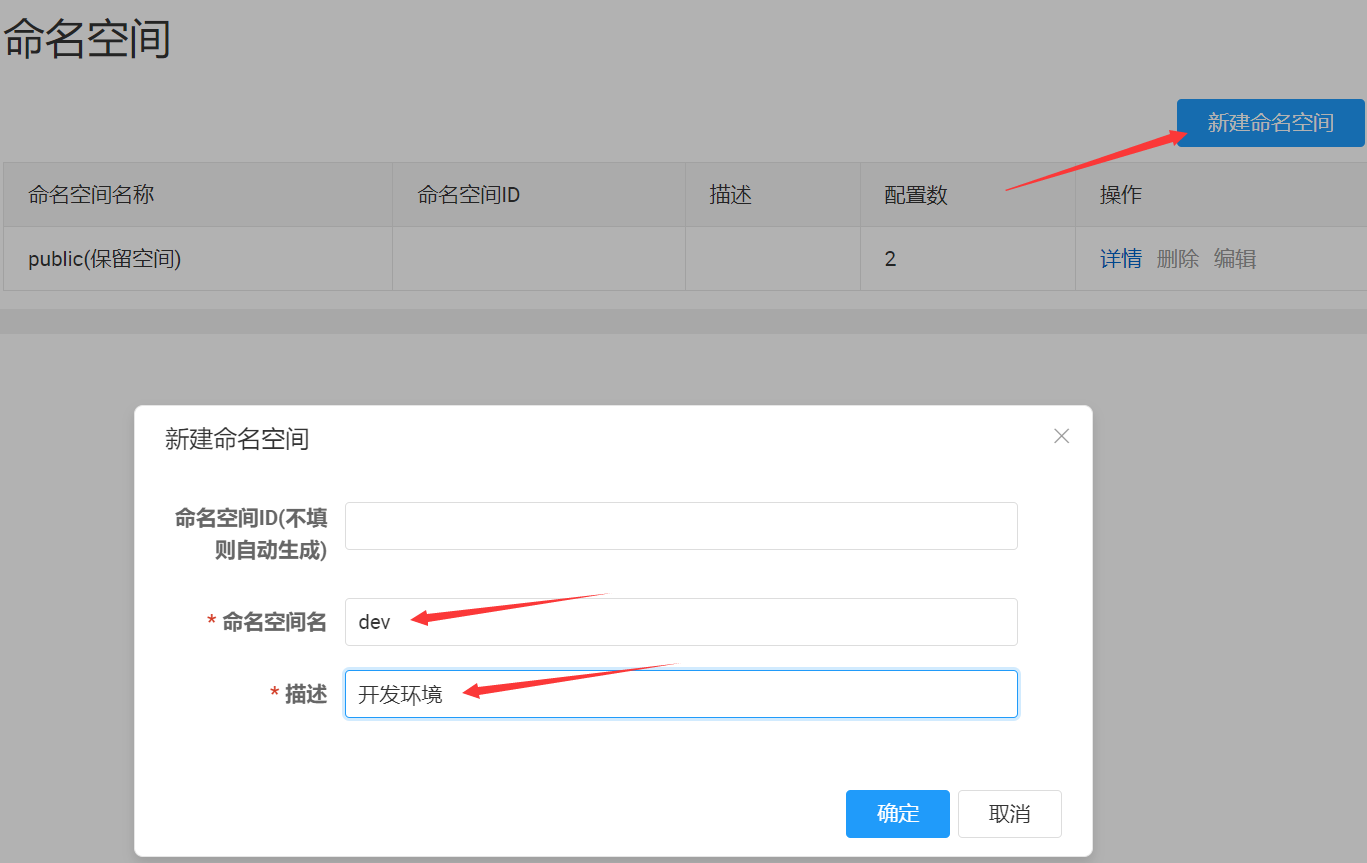 命名空间
新建命名空间
命名空间名称 命名空间ID 描述 配置数 操作
public(保留空间) 2 详情 删除 编辑
新建命名空间
命名空间ID(不填
则自动生成)
* 命名空间名 dev
* 描述 开发环境
确定 取消